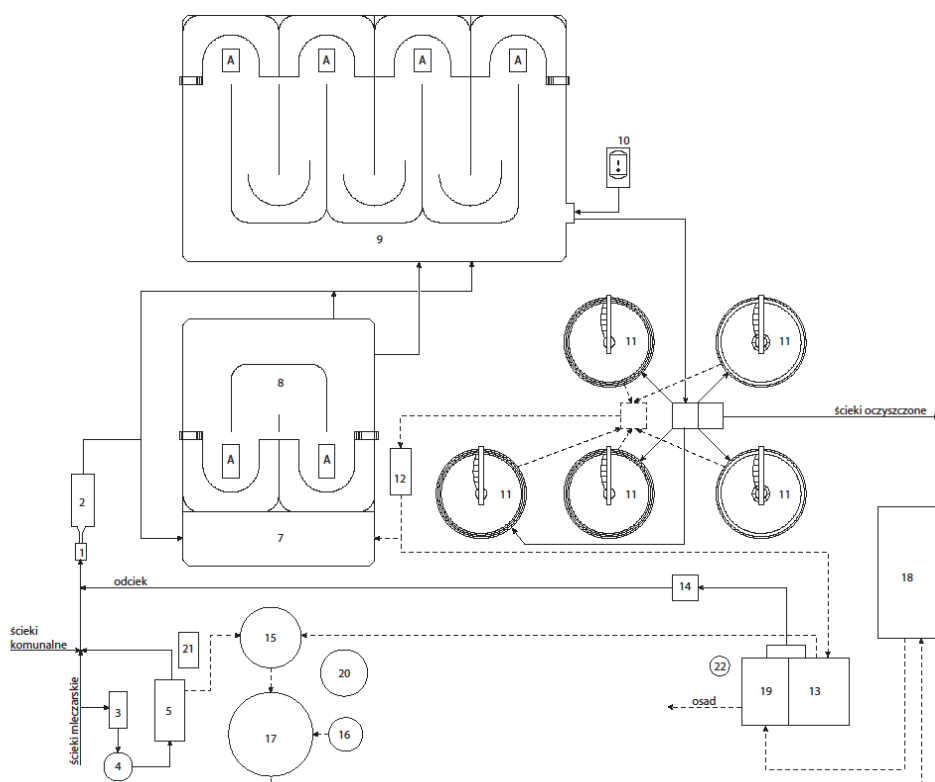 A A A A
10
9
11 11
8
ścieki oczyszczone
A A
12
2
11 11 11
7
1
18
odciek
14
ścieki
komunalne
21
15
20
22
ścieki mleczarskie
3
5
19 13
osad
17
16
4